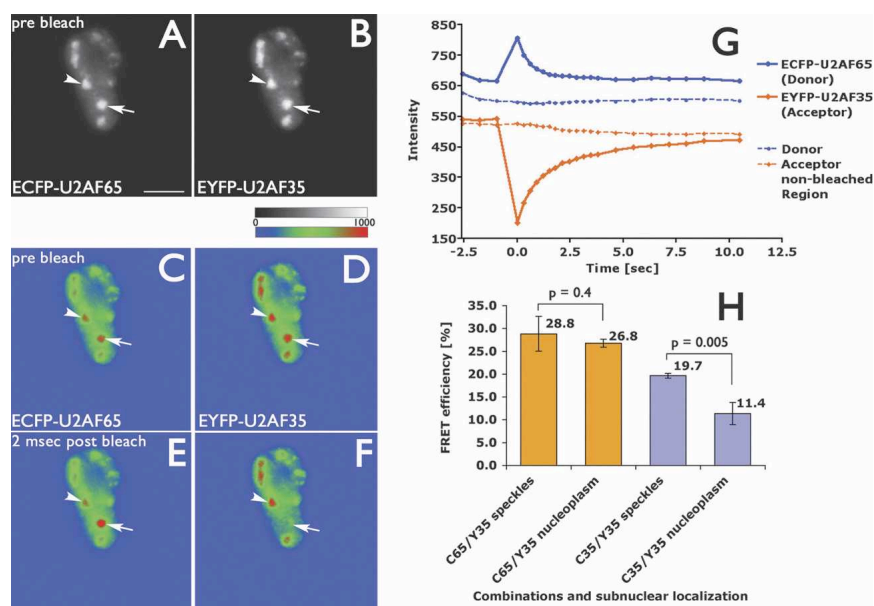 pre bleach
A
B
ECFP-U2AF65
EYFP-U2AF35
0
1000
pre bleach
C
D
ECFP-U2AF65
EYFP-U2AF35
2 msec post bleach
E
F
G
850
750
650
550
450
350
250
150
Intensity
-2.5
0.0
2.5
5.0
7.5
10.0
12.5
Time [sec]
ECFP-U2AF65
(Donor)
EYFP-U2AF35
(Acceptor)
Donor
Acceptor
non-bleached
Region
H
35.0
30.0
25.0
20.0
15.0
10.0
5.0
0.0
FRET efficiency [%]
p = 0.4
p = 0.005
28.8
26.8
19.7
11.4
C65/Y35 speckles
C65/Y35 nucleoplasm
C35/Y35 speckles
C35/Y35 nucleoplasm
Combinations and subnuclear localization